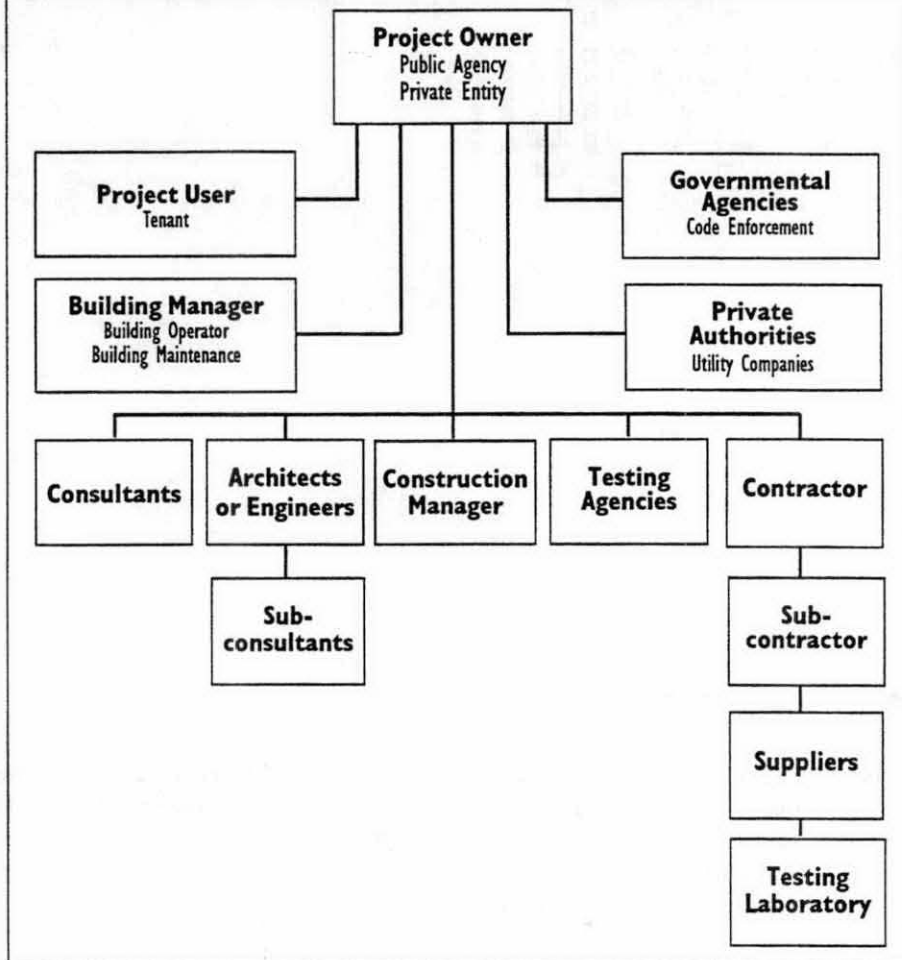 Project Owner
Public Agency
Private Entity
Project User
Tenant
Governmental
Agencies
Code Enforcement
Building Manager
Building Operator
Building Maintenance
Private
Authorities
Utility Companies
Consultants
Architects
or Engineers
Construction
Manager
Testing
Agencies
Contractor
Sub-
consultants
Sub-
contractor
Suppliers
Testing
Laboratory